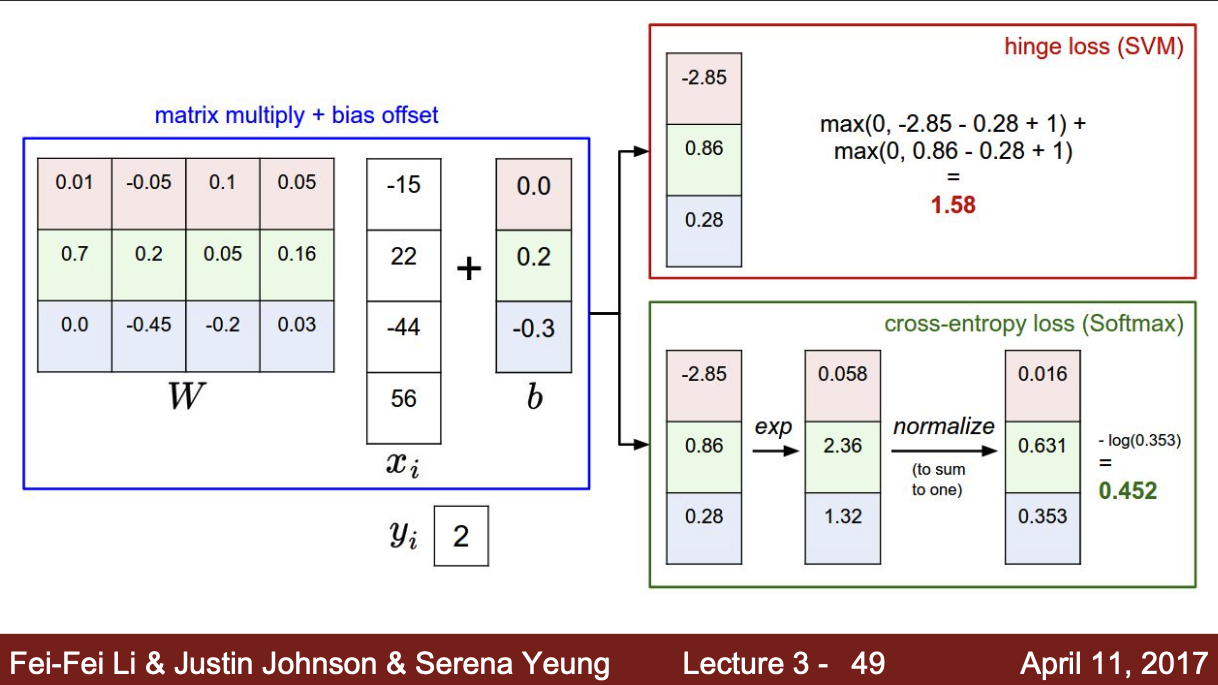 matrix multiply + bias offset
0.01 -0.05 0.1 0.05
0.7 0.2 0.05 0.16
0.0 -0.45 -0.2 0.03
W
-15
22
-44
56
x_i
+
0.0
0.2
-0.3
b
y_i 2
hinge loss (SVM)
-2.85
0.86
0.28
max(0, -2.85 - 0.28 + 1) +
max(0, 0.86 - 0.28 + 1)
=
1.58
cross-entropy loss (Softmax)
-2.85
0.86
0.28
exp
0.058
2.36
1.32
normalize
(to sum
to one)
0.016
0.631
0.353
- log(0.353)
=
0.452
Fei-Fei Li & Justin Johnson & Serena Yeung Lecture 3 - 49 April 11, 2017